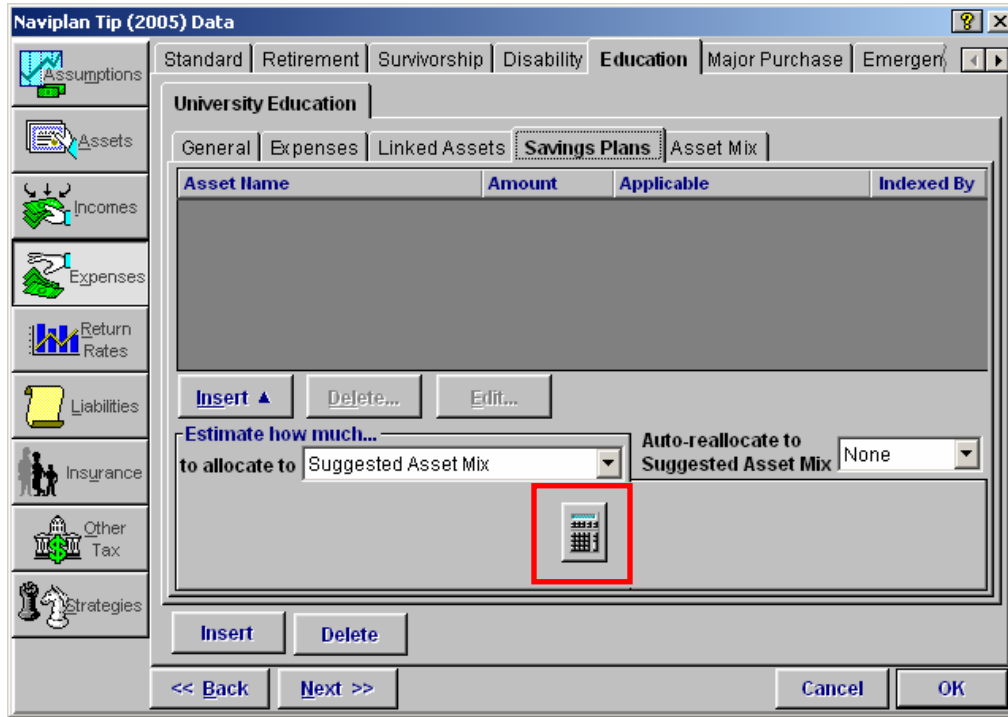 Naviplan Tip (2005) Data
Assumptions
Assets
Incomes
Expenses
Return
Rates
Liabilities
Insurance
Other
Tax
Strategies
Standard Retirement Survivorship Disability Education Major Purchase Emergen
University Education
General Expenses Linked Assets Savings Plans Asset Mix
Asset Name Amount Applicable Indexed By
Insert ▲ Delete... Edit...
Estimate how much...
to allocate to Suggested Asset Mix
Auto-reallocate to
Suggested Asset Mix None
Insert Delete
<< Back Next >> Cancel OK